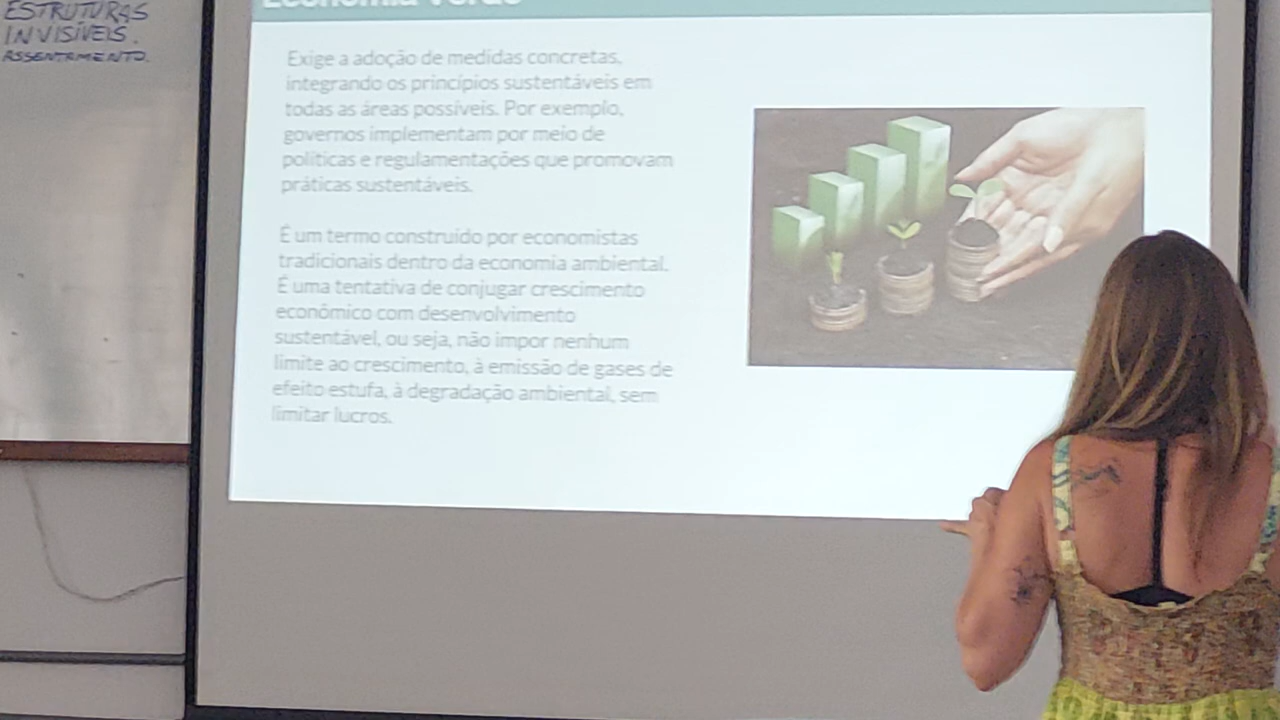 ESTRUTURAS
INVISÍVEIS.
ASSENTAMENTO.
Economia Verde
Exige a adoção de medidas concretas,
integrando os princípios sustentáveis em
todas as áreas possíveis. Por exemplo,
governos implementam por meio de
políticas e regulamentações que promovam
práticas sustentáveis.
É um termo construído por economistas
tradicionais dentro da economia ambiental.
É uma tentativa de conjugar crescimento
econômico com desenvolvimento
sustentável, ou seja, não impor nenhum
limite ao crescimento, à emissão de gases de
efeito estufa, à degradação ambiental, sem
limitar lucros.